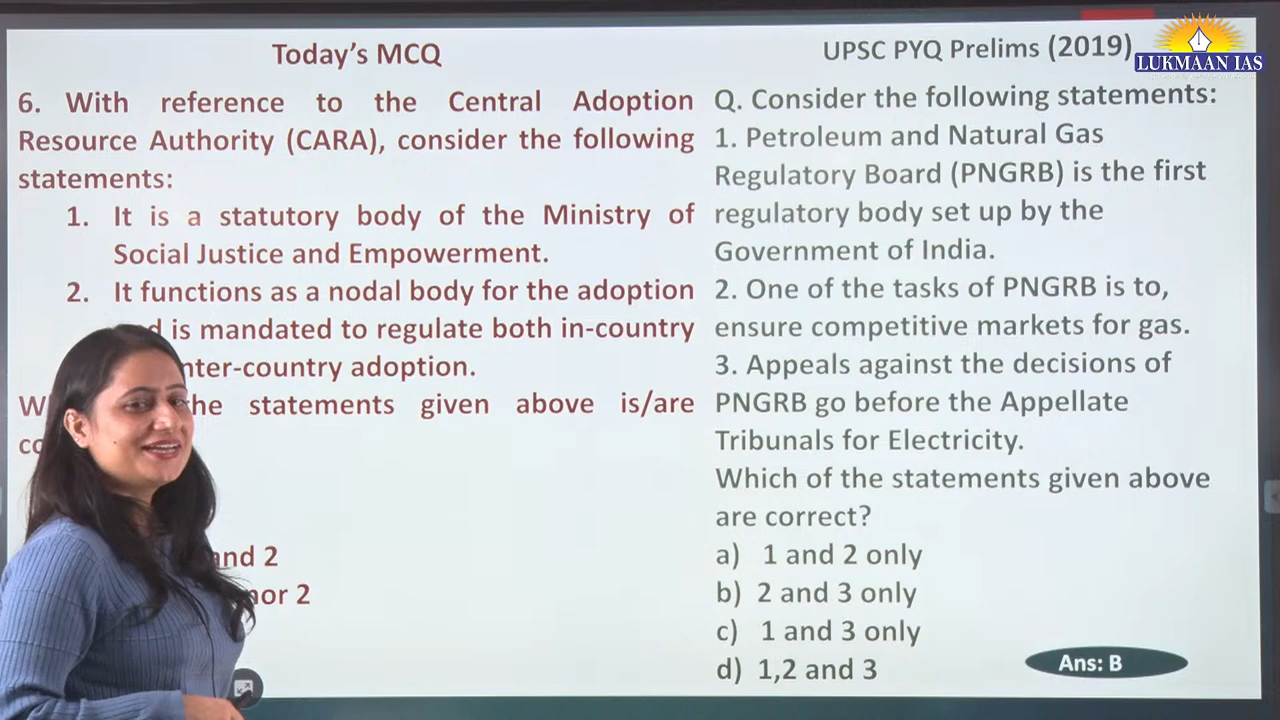 Today's MCQ
6. With reference to the Central Adoption
Resource Authority (CARA), consider the following
statements:
1. It is a statutory body of the Ministry of
Social Justice and Empowerment.
2. It functions as a nodal body for the adoption
is mandated to regulate both in-country
nter-country adoption.
he statements given above is/are
and 2
nor 2
UPSC PYQ Prelims (2019)
LUKMAAN IAS
Q. Consider the following statements:
1. Petroleum and Natural Gas
Regulatory Board (PNGRB) is the first
regulatory body set up by the
Government of India.
2. One of the tasks of PNGRB is to,
ensure competitive markets for gas.
3. Appeals against the decisions of
PNGRB go before the Appellate
Tribunals for Electricity.
Which of the statements given above
are correct?
a) 1 and 2 only
b) 2 and 3 only
c) 1 and 3 only
d) 1,2 and 3
Ans: B